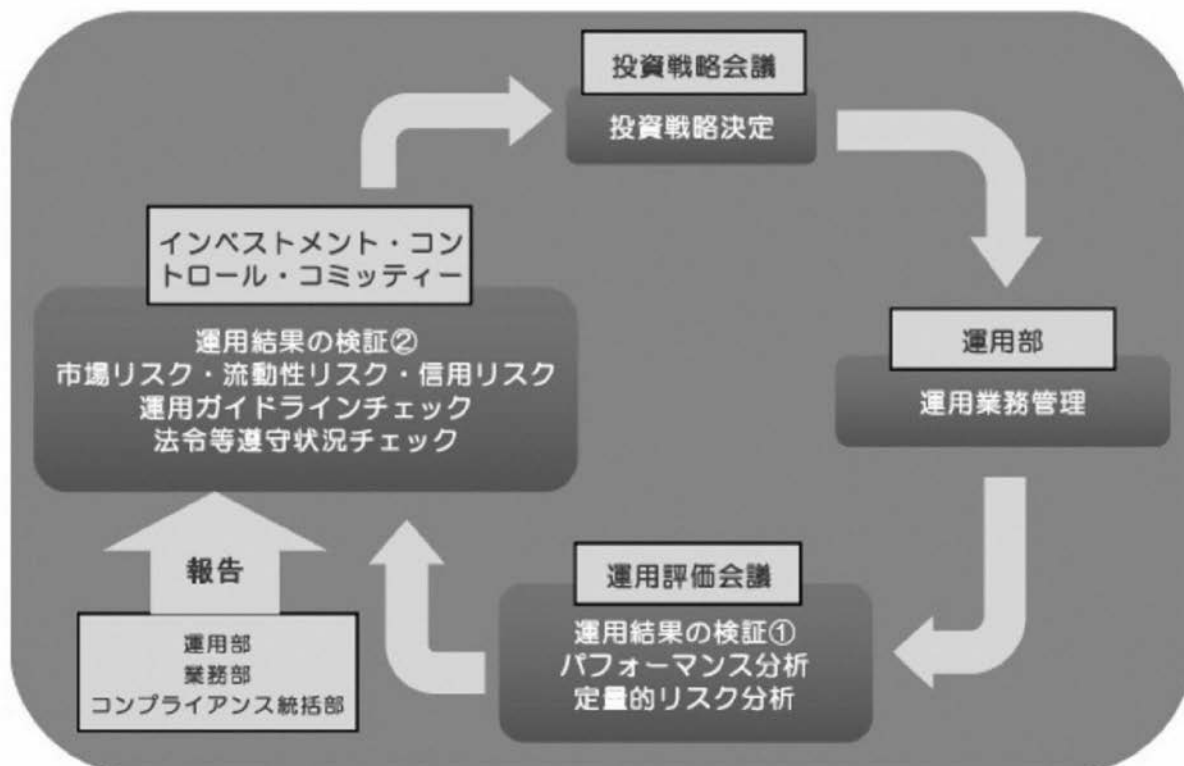 投資戦略会議
投資戦略決定
インベストメント・コン
トロール・コミッティー
運用結果の検証②
市場リスク・流動性リスク・信用リスク
運用ガイドラインチェック
法令等遵守状況チェック
運用部
運用業務管理
報告
運用部
業務部
コンプライアンス統括部
運用評価会議
運用結果の検証①
パフォーマンス分析
定量的リスク分析